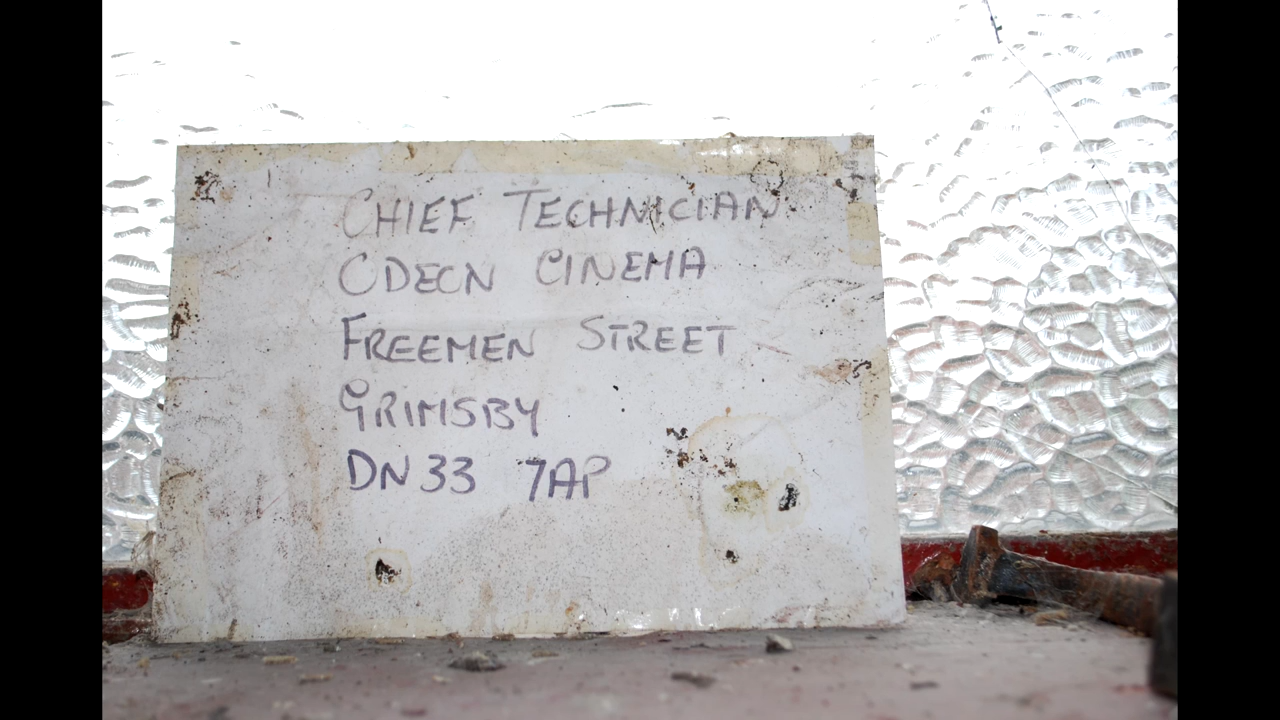 CHIEF TECHNICIAN
ODEON CINEMA
FREEMEN STREET
GRIMSBY
DN33 7AP